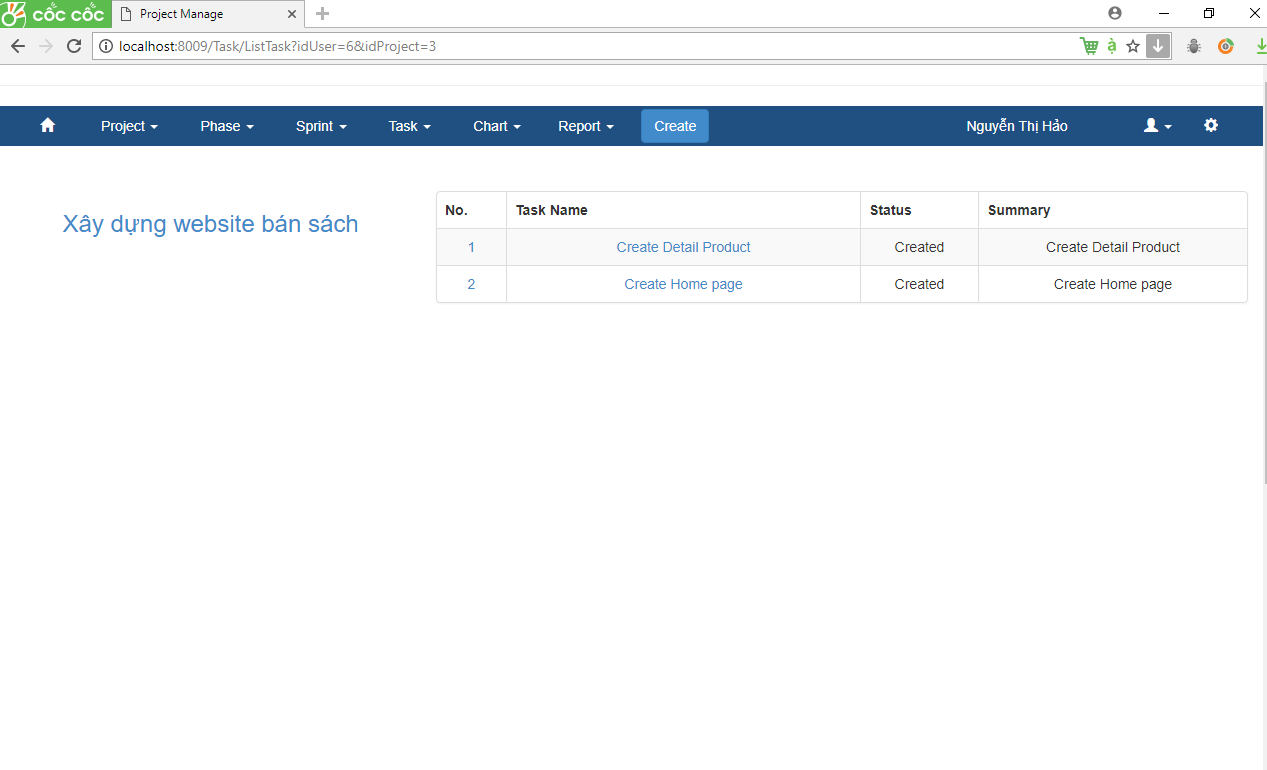 cốc cốc Project Manage
localhost:8009/Task/ListTask?idUser=6&idProject=3 à
Project Phase Sprint Task Chart Report Create Nguyễn Thị Hảo
Xây dựng website bán sách
No. Task Name Status Summary
1 Create Detail Product Created Create Detail Product
2 Create Home page Created Create Home page